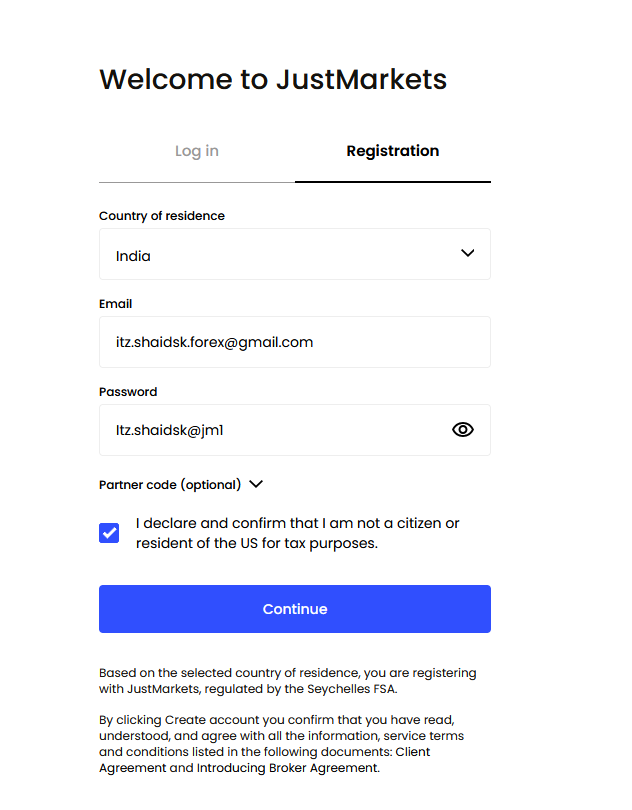 Welcome to JustMarkets
Log in
Registration
Country of residence
India
Email
itz.shaidsk.forex@gmail.com
Password
Itz.shaidsk@jm1
Partner code (optional)
I declare and confirm that I am not a citizen or
resident of the US for tax purposes.
Continue
Based on the selected country of residence, you are registering
with JustMarkets, regulated by the Seychelles FSA.
By clicking Create account you confirm that you have read,
understood, and agree with all the information, service terms
and conditions listed in the following documents: Client
Agreement and Introducing Broker Agreement.